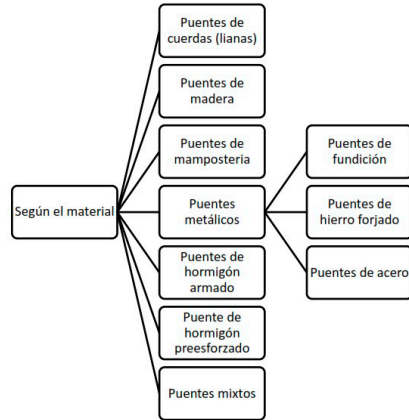 Puentes de
cuerdas (lianas)
Puentes de
madera
Puentes de
mamposteria
Puentes de
fundición
Según el material
Puentes
metálicos
Puentes de
hierro forjado
Puentes de
hormigón
armado
Puentes de acero
Puente de
hormigón
preesforzado
Puentes mixtos